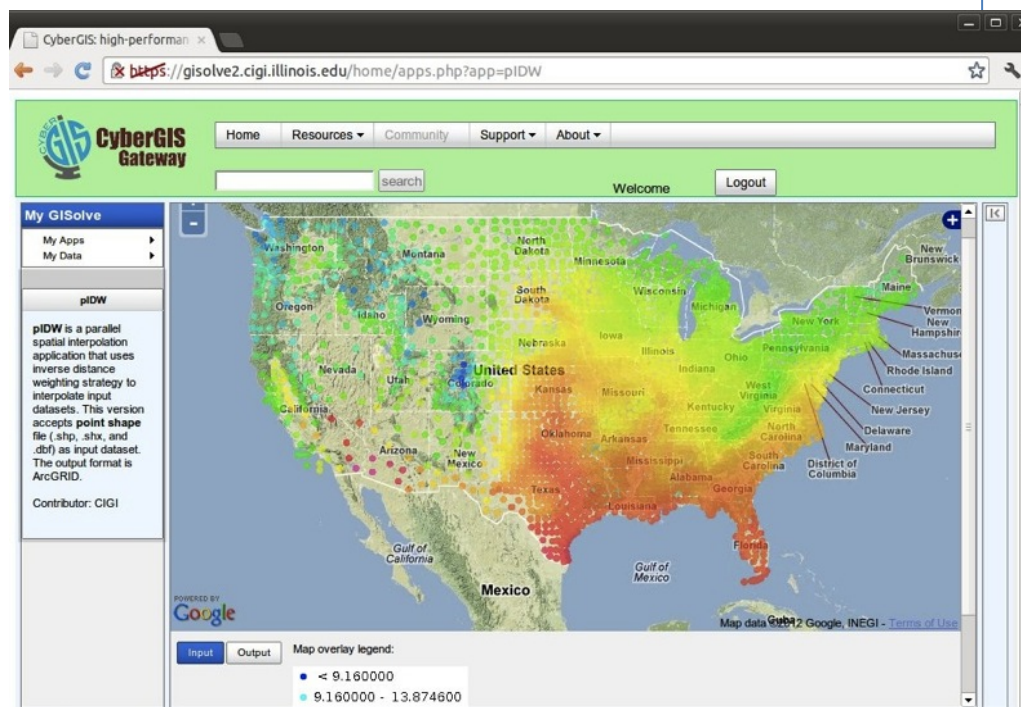 CyberGIS: high-performan
https://gisolve2.cigi.illinois.edu/home/apps.php?app=pIDW
CYBER
GIS
CyberGIS
Gateway
Home Resources Community Support About
search
Welcome
Logout
My GISolve
My Apps
My Data
pIDW
pIDW is a parallel
spatial interpolation
application that uses
inverse distance
weighting strategy to
interpolate input
datasets. This version
accepts point shape
file (.shp, .shx, and
.dbf) as input dataset.
The output format is
ArcGRID.
Contributor: CIGI
Washington
Montana
North
Dakota
Minnesota
New
Brunswick
Maine
Oregon
Idaho
Wyoming
South
Dakota
Wisconsin
Michigan
New York
Vermon
New
Hampshir
Massachuse
Rhode Island
Connecticut
New Jersey
Delaware
Maryland
District of
Columbia
Nebraska
Iowa
Illinois
Indiana
Ohio
Pennsylvania
Nevada
Utah
Colorado
United States
Kansas
Missouri
West
Virginia
Kentucky
Virginia
California
Arizona
New
Mexico
Oklahoma
Arkansas
Tennessee
North
Carolina
Mississippi
South
Carolina
Alabama
Georgia
Texas
Louisiana
Florida
Gulf of
California
Gulf of
Mexico
Mexico
Cuba
POWERED BY
Google
Map data ©2012 Google, INEGI - Terms of Use
Input Output
Map overlay legend:
< 9.160000
9.160000 - 13.874600